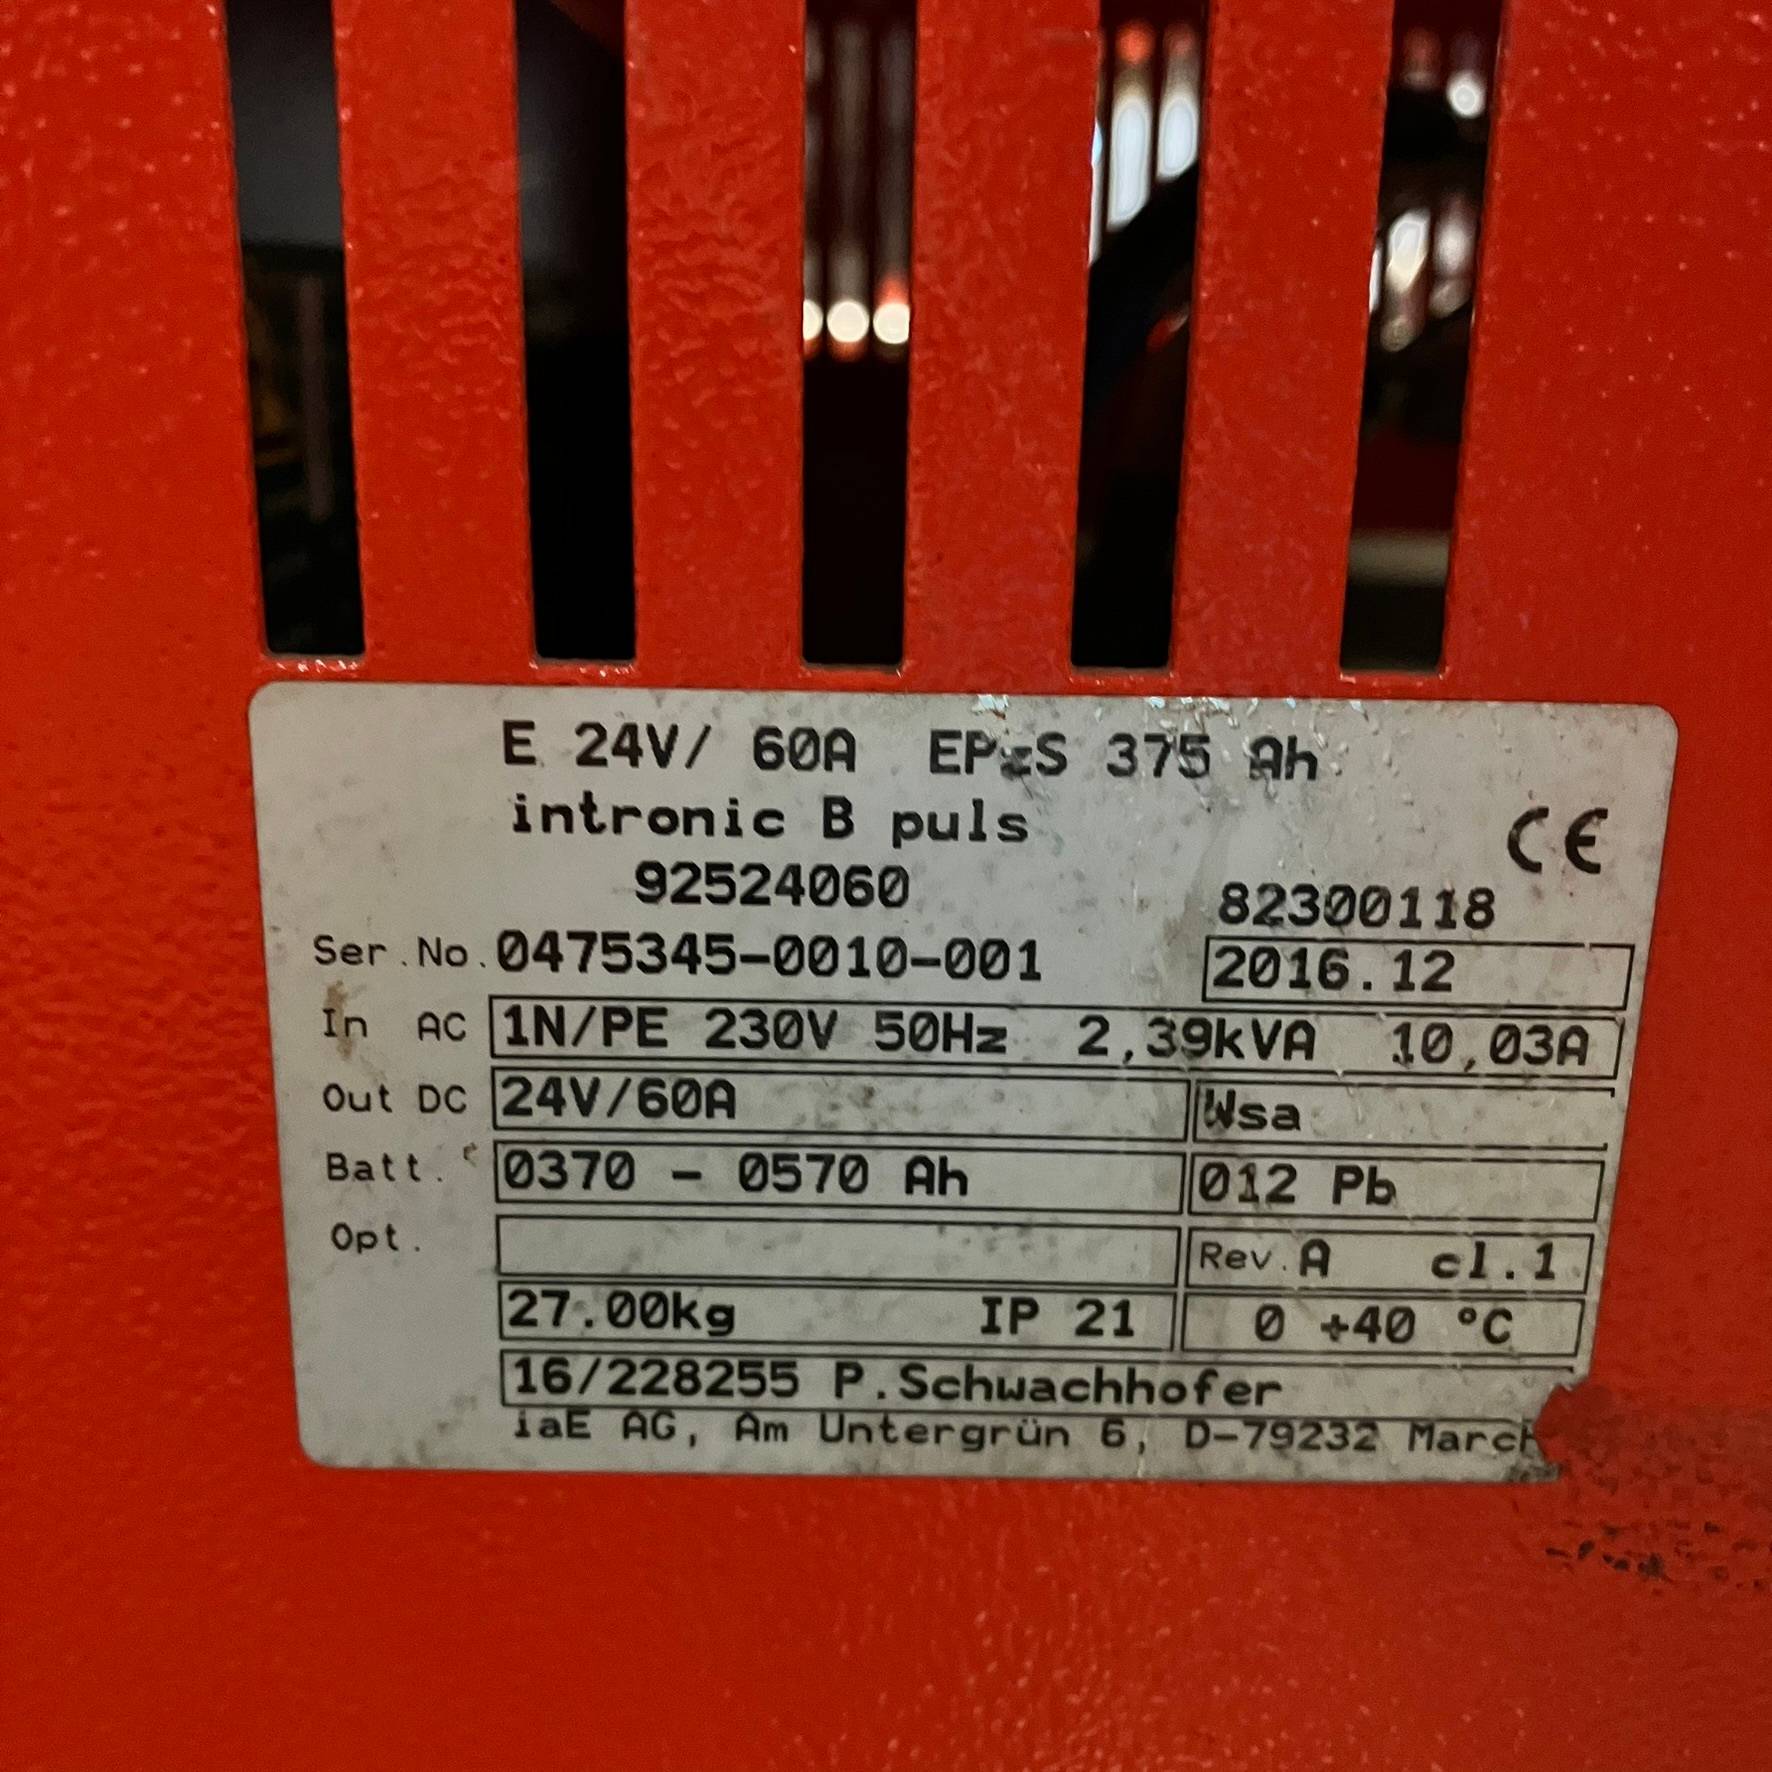 E 24V/ 60A EPzS 375 Ah
intronic B puls
CE
92524060
82300118
Ser.No. 0475345-0010-001
2016.12
In AC 1N/PE 230V 50Hz 2,39kVA 10,03A
Out DC 24V/60A Wsa
Batt. 0370 - 0570 Ah 012 Pb
Opt. Rev.A cl.1
27.00kg IP 21 0 +40 °C
16/228255 P.Schwachhofer
iaE AG, Am Untergrün 6, D-79232 March